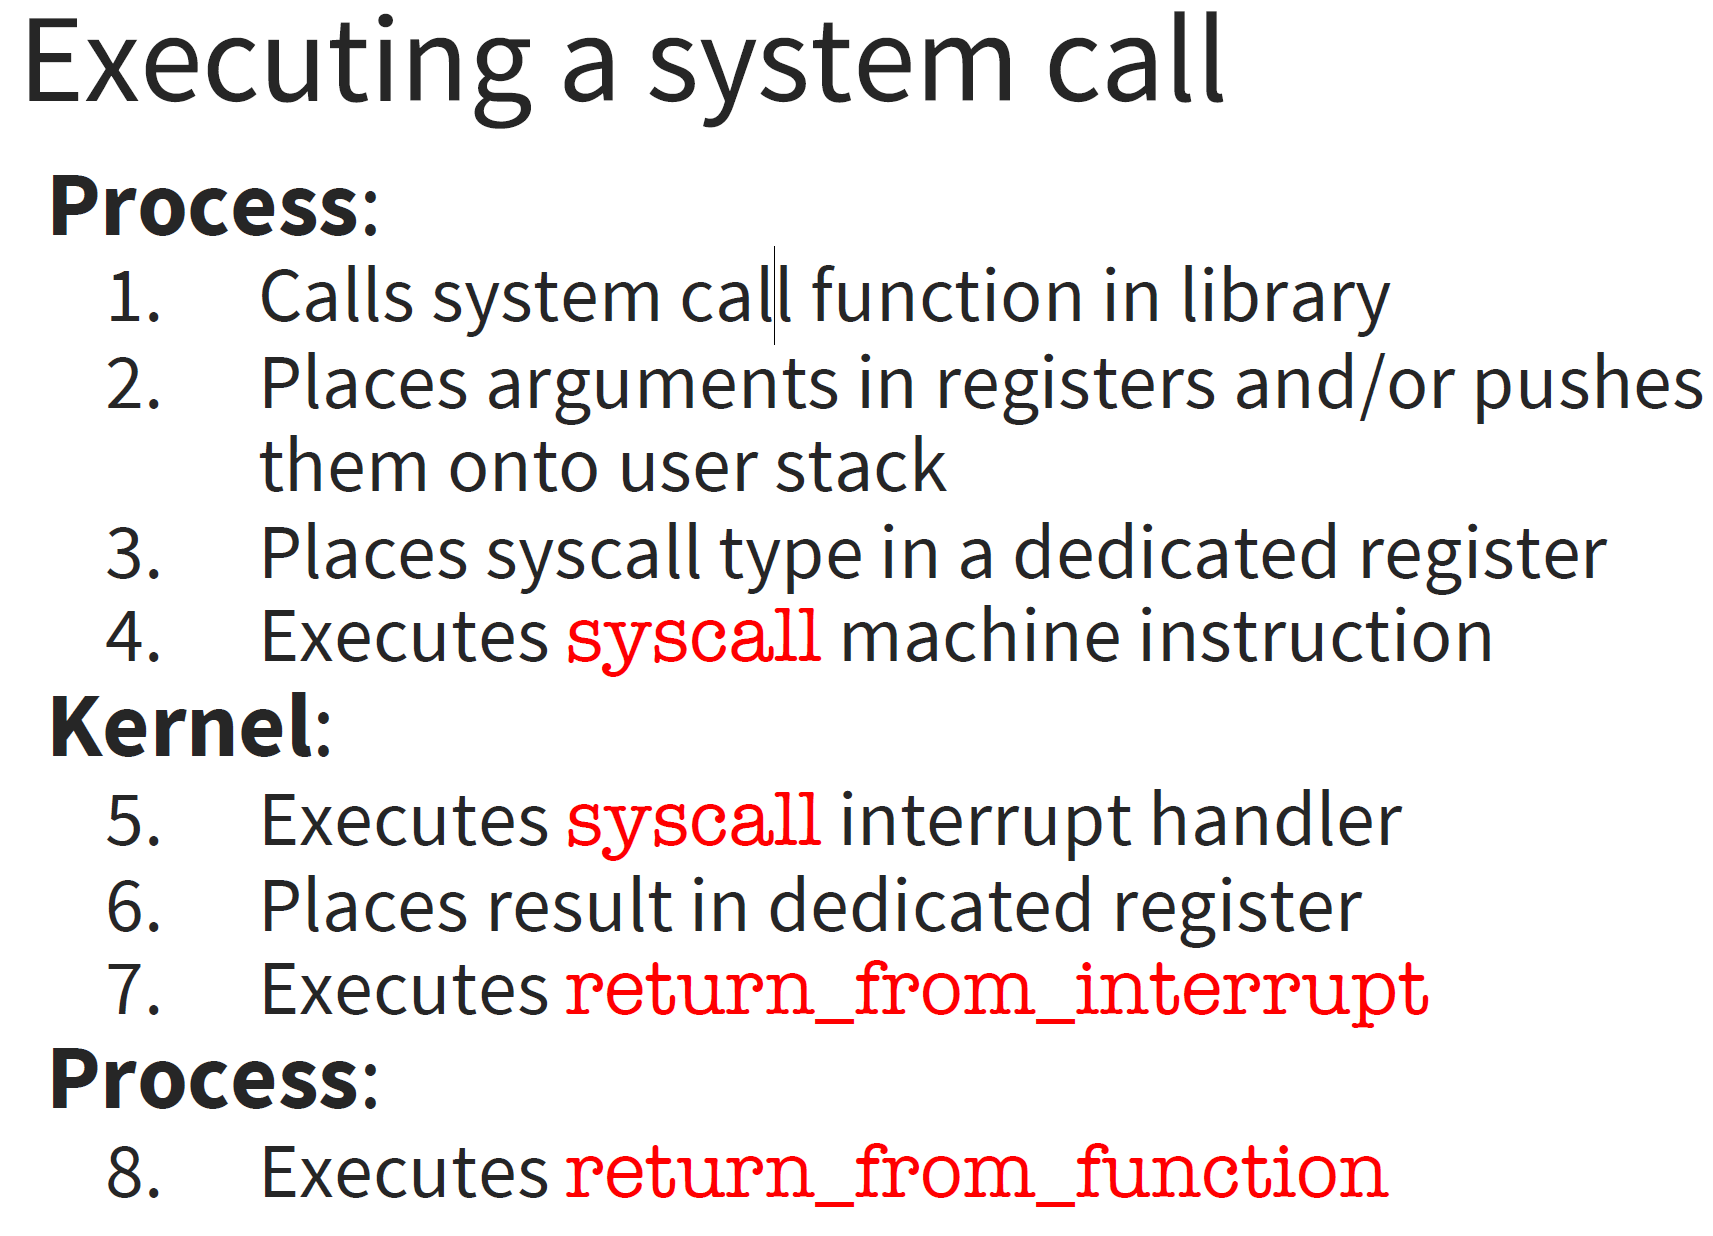 Executing a system call
Process:
1. Calls system call function in library
2. Places arguments in registers and/or pushes
them onto user stack
3. Places syscall type in a dedicated register
4. Executes syscall machine instruction
Kernel:
5. Executes syscall interrupt handler
6. Places result in dedicated register
7. Executes return_from_interrupt
Process:
8. Executes return_from_function